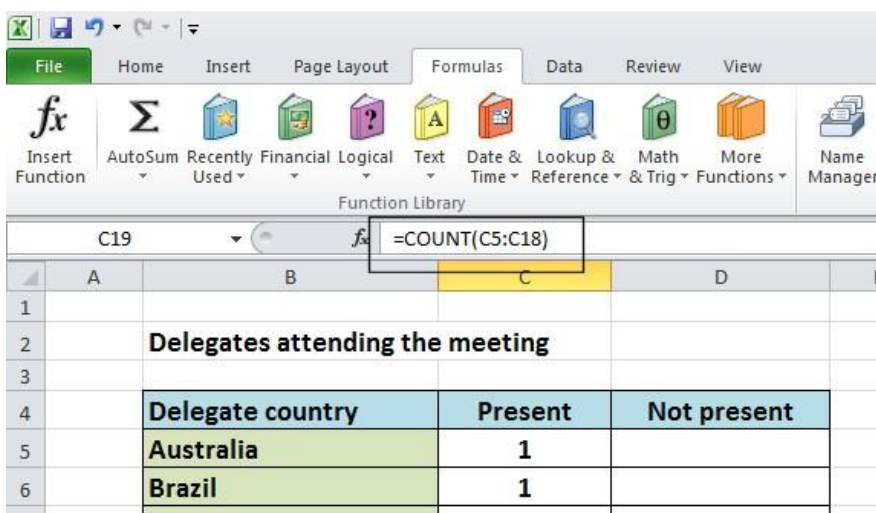 File Home Insert Page Layout Formulas Data Review View
fx Σ ? A θ
Insert AutoSum Recently Financial Logical Text Date & Lookup & Math More Name
Function Used Time Reference & Trig Functions Manager
Function Library
C19 fx =COUNT(C5:C18)
A B C D
1
2 Delegates attending the meeting
3
4 Delegate country Present Not present
5 Australia 1
6 Brazil 1